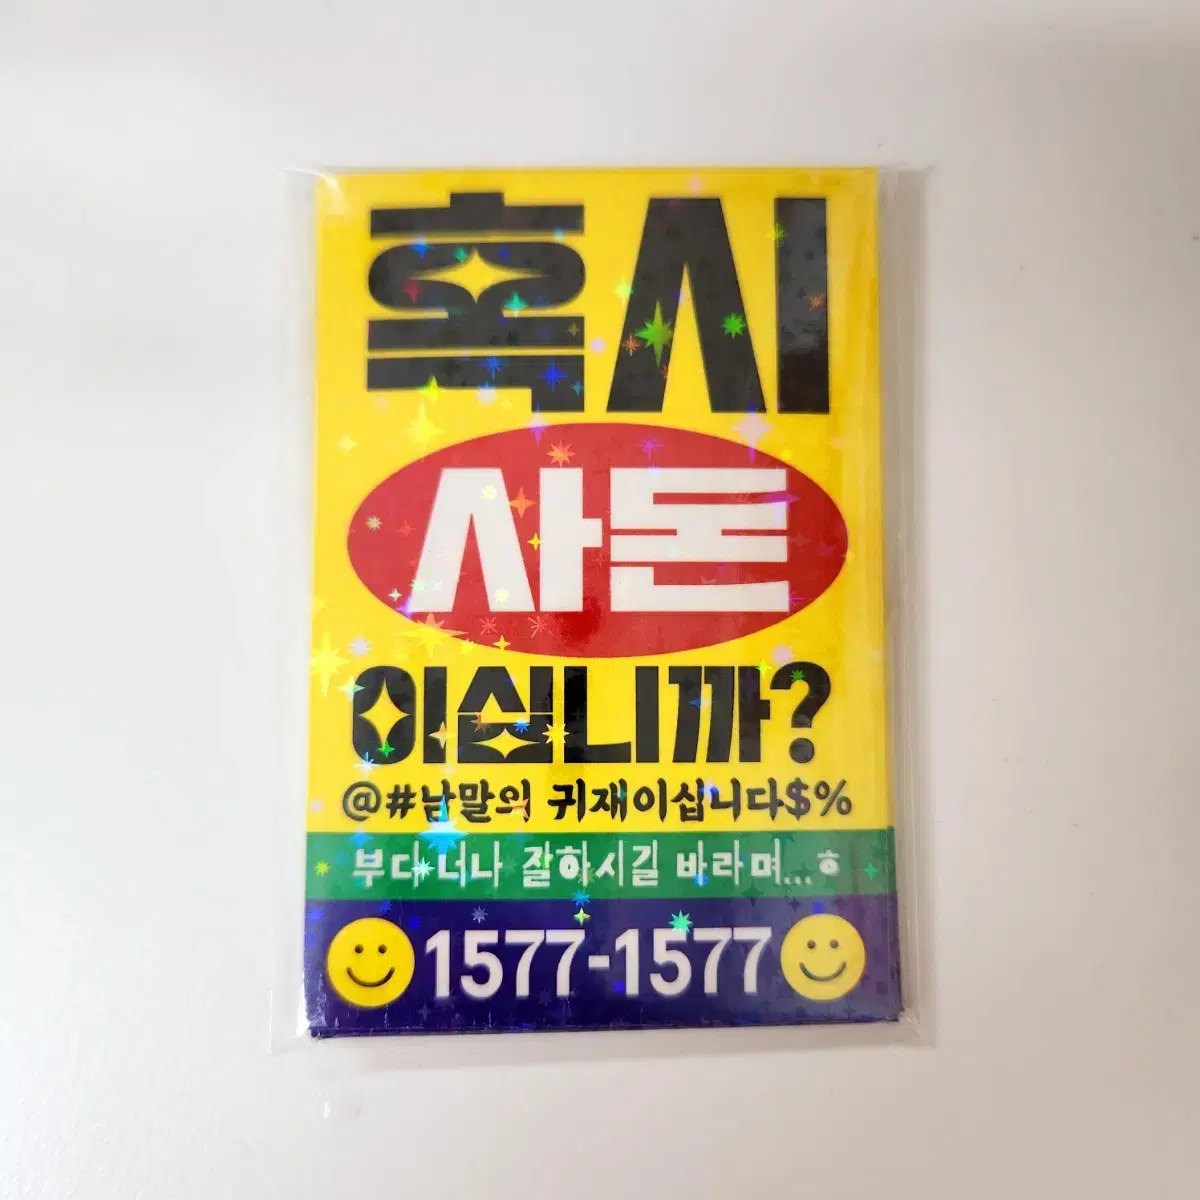 혹시
사돈
이십니까?
@#남말의 귀재이십니다$%
부다 너나 잘하시길 바라며...ㅎ
1577-1577